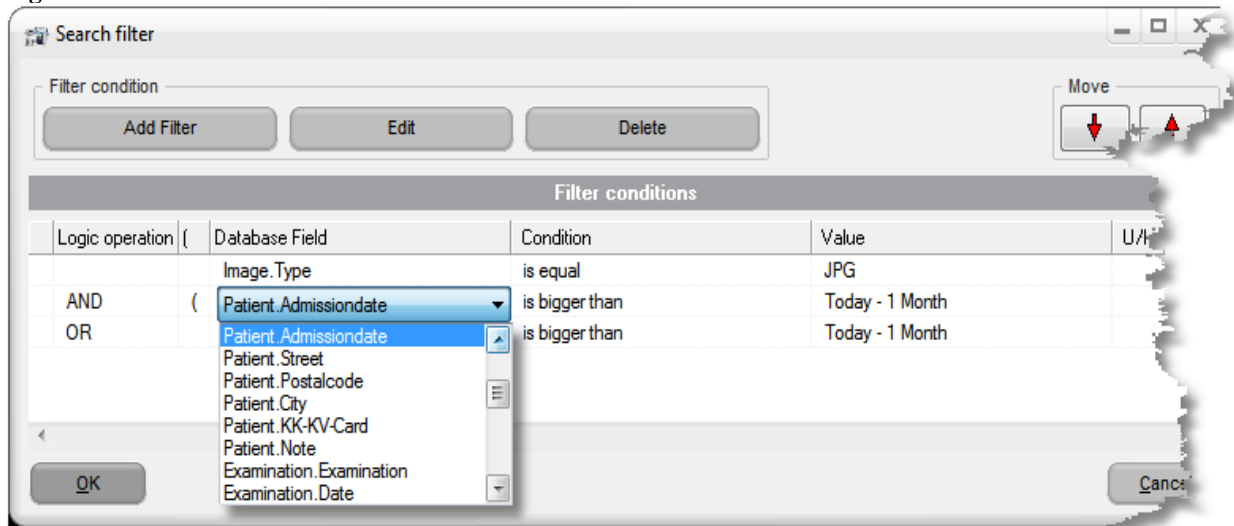 Search filter
Filter condition
Move
Add Filter Edit Delete
Filter conditions
Logic operation ( Database Field Condition Value
Image.Type is equal JPG
AND ( Patient.Admissiondate is bigger than Today - 1 Month
OR is bigger than Today - 1 Month
Patient.Admissiondate
Patient.Street
Patient.Postalcode
Patient.City
Patient.KK-KV-Card
Patient.Note
Examination.Examination
Examination.Date
OK